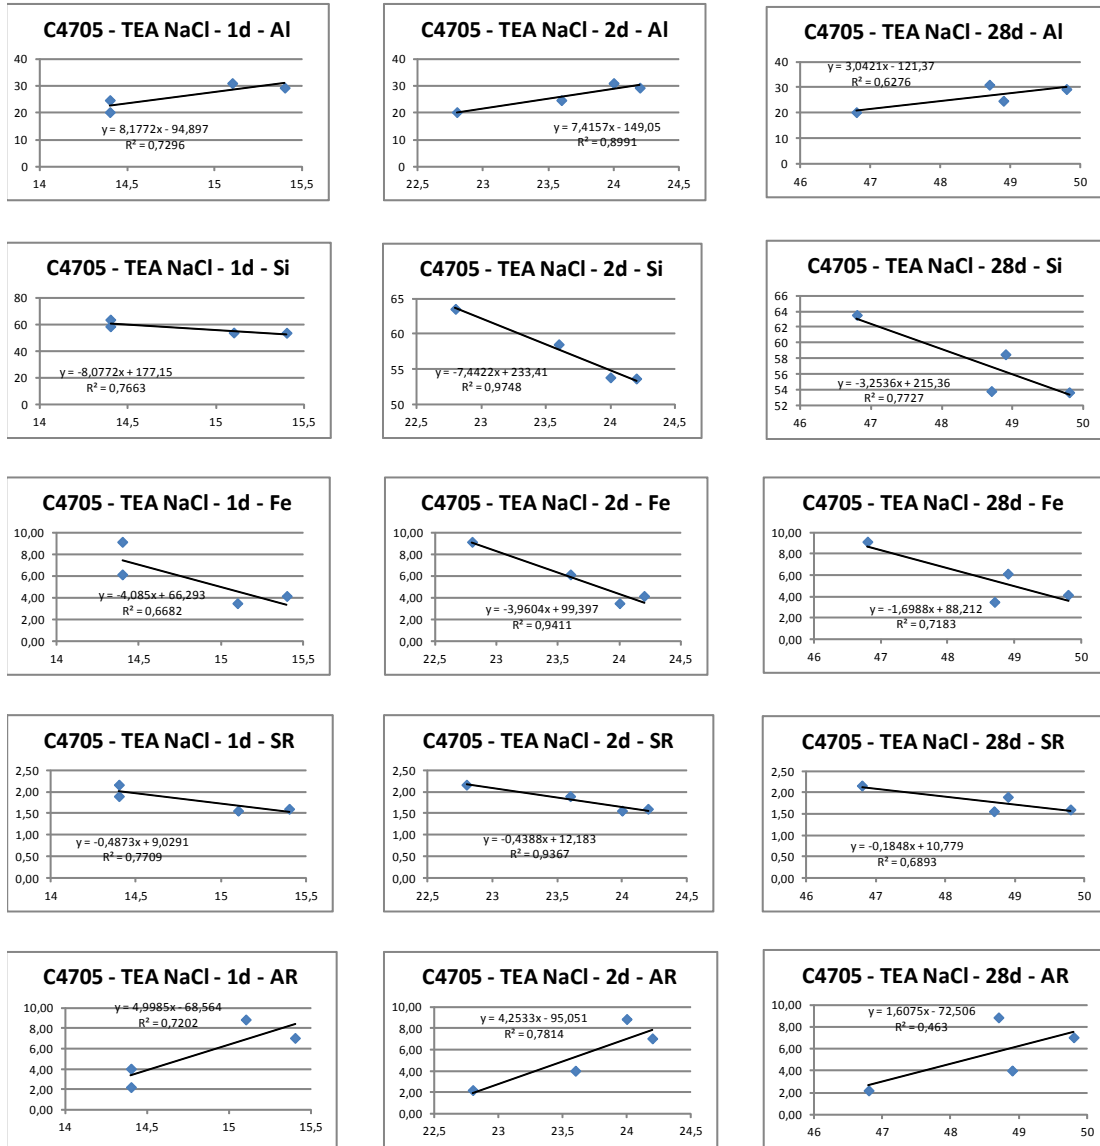 C4705 - TEA NaCl - 1d - Al
40
30
20
10
0
y = 8,1772x - 94,897
R² = 0,7296
14 14,5 15 15,5
C4705 - TEA NaCl - 2d - Al
40
30
20
10
0
y = 7,4157x - 149,05
R² = 0,8991
22,5 23 23,5 24 24,5
C4705 - TEA NaCl - 28d - Al
40
30
20
10
0
y = 3,0421x - 121,37
R² = 0,6276
46 47 48 49 50
C4705 - TEA NaCl - 1d - Si
80
60
40
20
0
y = -8,0772x + 177,15
R² = 0,7663
14 14,5 15 15,5
C4705 - TEA NaCl - 2d - Si
65
60
55
50
y = -7,4422x + 233,41
R² = 0,9748
22,5 23 23,5 24 24,5
C4705 - TEA NaCl - 28d - Si
66
64
62
60
58
56
54
52
y = -3,2536x + 215,36
R² = 0,7727
46 47 48 49 50
C4705 - TEA NaCl - 1d - Fe
10,00
8,00
6,00
4,00
2,00
0,00
y = -4,085x + 66,293
R² = 0,6682
14 14,5 15 15,5
C4705 - TEA NaCl - 2d - Fe
10,00
8,00
6,00
4,00
2,00
0,00
y = -3,9604x + 99,397
R² = 0,9411
22,5 23 23,5 24 24,5
C4705 - TEA NaCl - 28d - Fe
10,00
8,00
6,00
4,00
2,00
0,00
y = -1,6988x + 88,212
R² = 0,7183
46 47 48 49 50
C4705 - TEA NaCl - 1d - SR
2,50
2,00
1,50
1,00
0,50
0,00
y = -0,4873x + 9,0291
R² = 0,7709
14 14,5 15 15,5
C4705 - TEA NaCl - 2d - SR
2,50
2,00
1,50
1,00
0,50
0,00
y = -0,4388x + 12,183
R² = 0,9367
22,5 23 23,5 24 24,5
C4705 - TEA NaCl - 28d - SR
2,50
2,00
1,50
1,00
0,50
0,00
y = -0,1848x + 10,779
R² = 0,6893
46 47 48 49 50
C4705 - TEA NaCl - 1d - AR
10,00
8,00
6,00
4,00
2,00
0,00
y = 4,9985x - 68,564
R² = 0,7202
14 14,5 15 15,5
C4705 - TEA NaCl - 2d - AR
10,00
8,00
6,00
4,00
2,00
0,00
y = 4,2533x - 95,051
R² = 0,7814
22,5 23 23,5 24 24,5
C4705 - TEA NaCl - 28d - AR
10,00
8,00
6,00
4,00
2,00
0,00
y = 1,6075x - 72,506
R² = 0,463
46 47 48 49 50